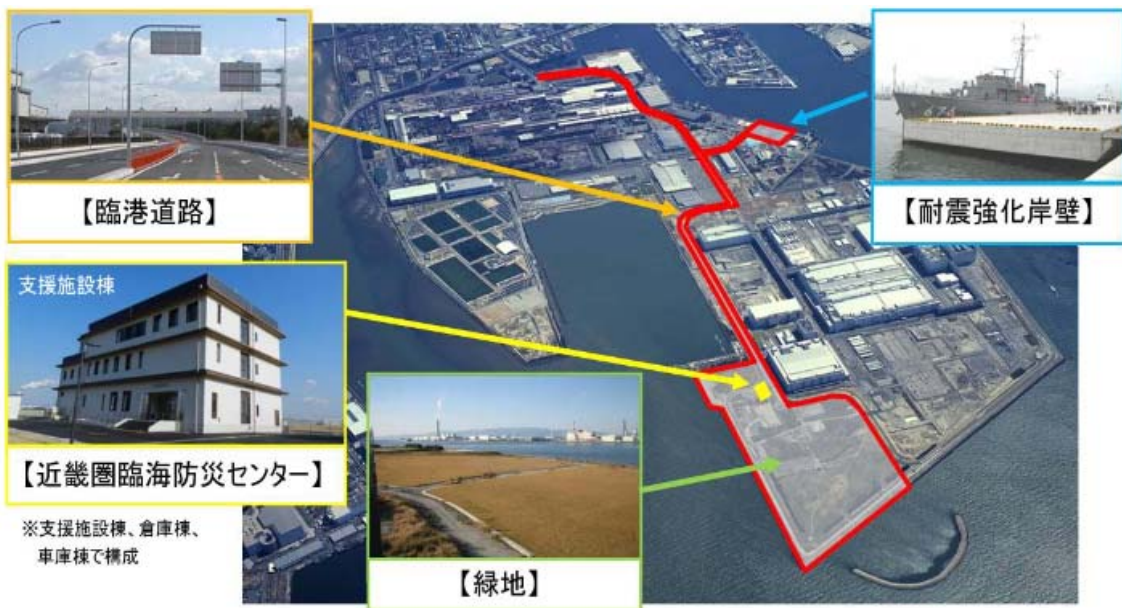 【臨港道路】
【耐震強化岸壁】
支援施設棟
【近畿圏臨海防災センター】
※支援施設棟、倉庫棟、
車庫棟で構成
【緑地】